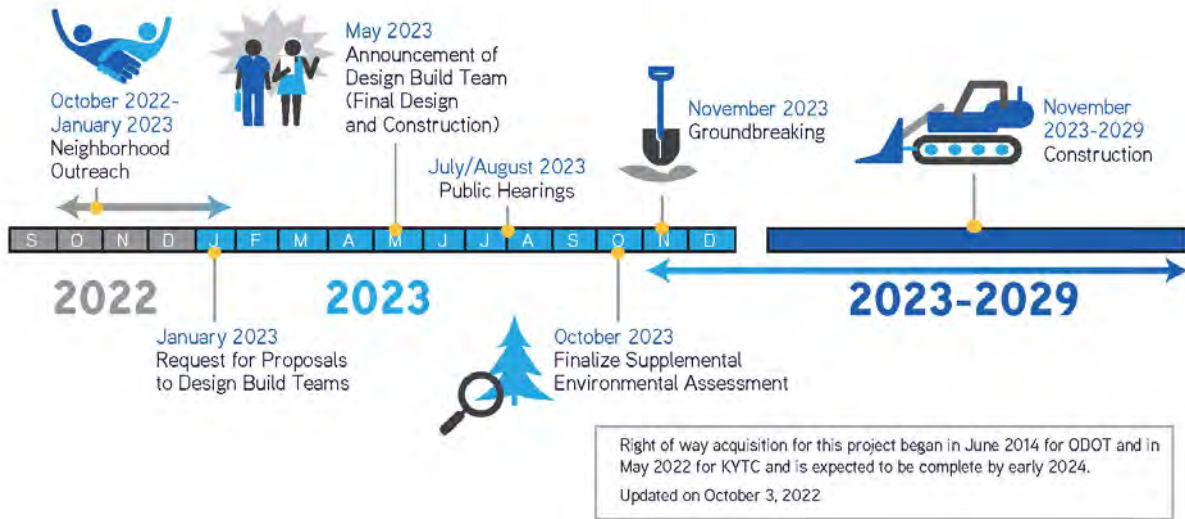 October 2022-
January 2023
Neighborhood
Outreach
May 2023
Announcement of
Design Build Team
(Final Design
and Construction)
July/August 2023
Public Hearings
November 2023
Groundbreaking
November
2023-2029
Construction
S O N D J F M A M J J A S O N D
2022
2023
2023-2029
January 2023
Request for Proposals
to Design Build Teams
October 2023
Finalize Supplemental
Environmental Assessment
Right of way acquisition for this project began in June 2014 for ODOT and in
May 2022 for KYTC and is expected to be complete by early 2024.
Updated on October 3, 2022